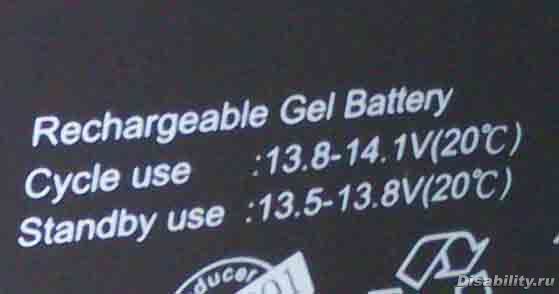 Rechargeable Gel Battery
Cycle use :13.8-14.1V(20℃)
Standby use :13.5-13.8V(20℃)
ducer
Disability.ru